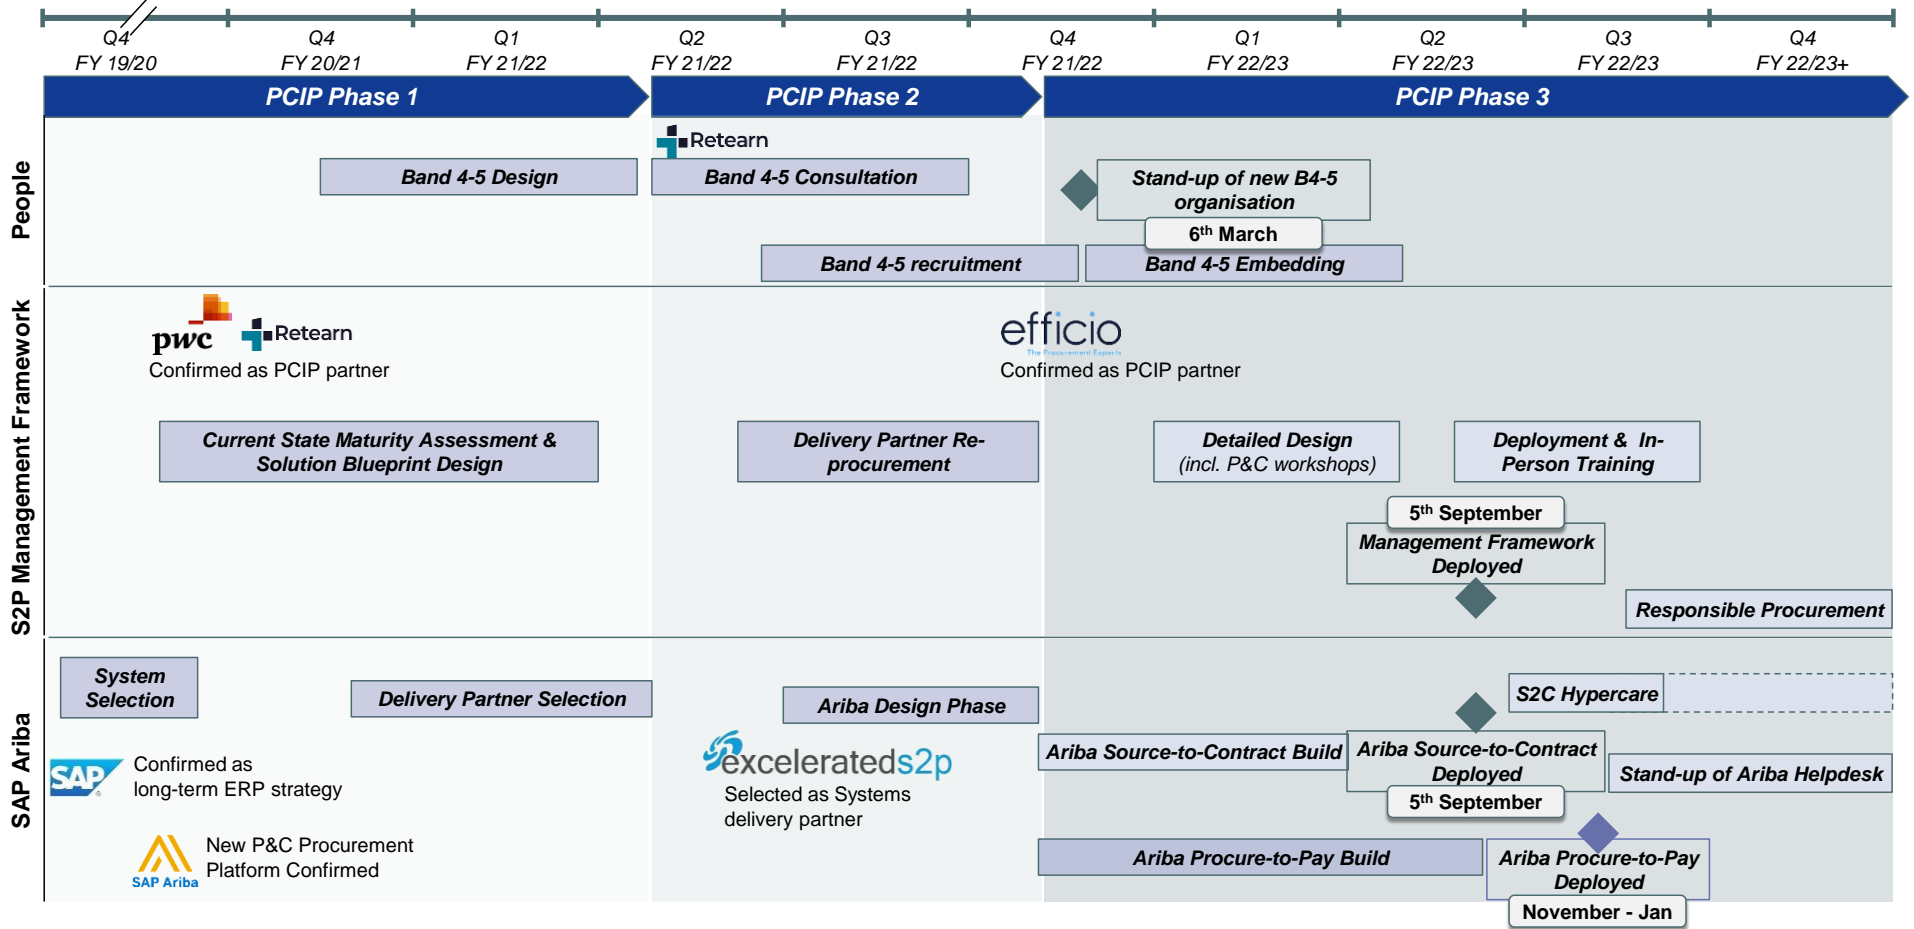 Q4
FY 19/20
Q4
FY 20/21
Q1
FY 21/22
Q2
FY 21/22
Q3
FY 21/22
Q4
FY 21/22
Q1
FY 22/23
Q2
FY 22/23
Q3
FY 22/23
Q4
FY 22/23+
PCIP Phase 1
PCIP Phase 2
PCIP Phase 3
People
Retearn
Band 4-5 Design
Band 4-5 Consultation
Stand-up of new B4-5
organisation
6th March
Band 4-5 recruitment
Band 4-5 Embedding
S2P Management Framework
pwc
Retearn
Confirmed as PCIP partner
efficio
The Procurement Experts
Confirmed as PCIP partner
Current State Maturity Assessment &
Solution Blueprint Design
Delivery Partner Re-
procurement
Detailed Design
(incl. P&C workshops)
Deployment & In-
Person Training
5th September
Management Framework
Deployed
Responsible Procurement
SAP Ariba
System
Selection
Delivery Partner Selection
Ariba Design Phase
S2C Hypercare
SAP
Confirmed as
long-term ERP strategy
excelerateds2p
Selected as Systems
delivery partner
Ariba Source-to-Contract Build
Ariba Source-to-Contract
Deployed
5th September
Stand-up of Ariba Helpdesk
SAP Ariba
New P&C Procurement
Platform Confirmed
Ariba Procure-to-Pay Build
Ariba Procure-to-Pay
Deployed
November - Jan